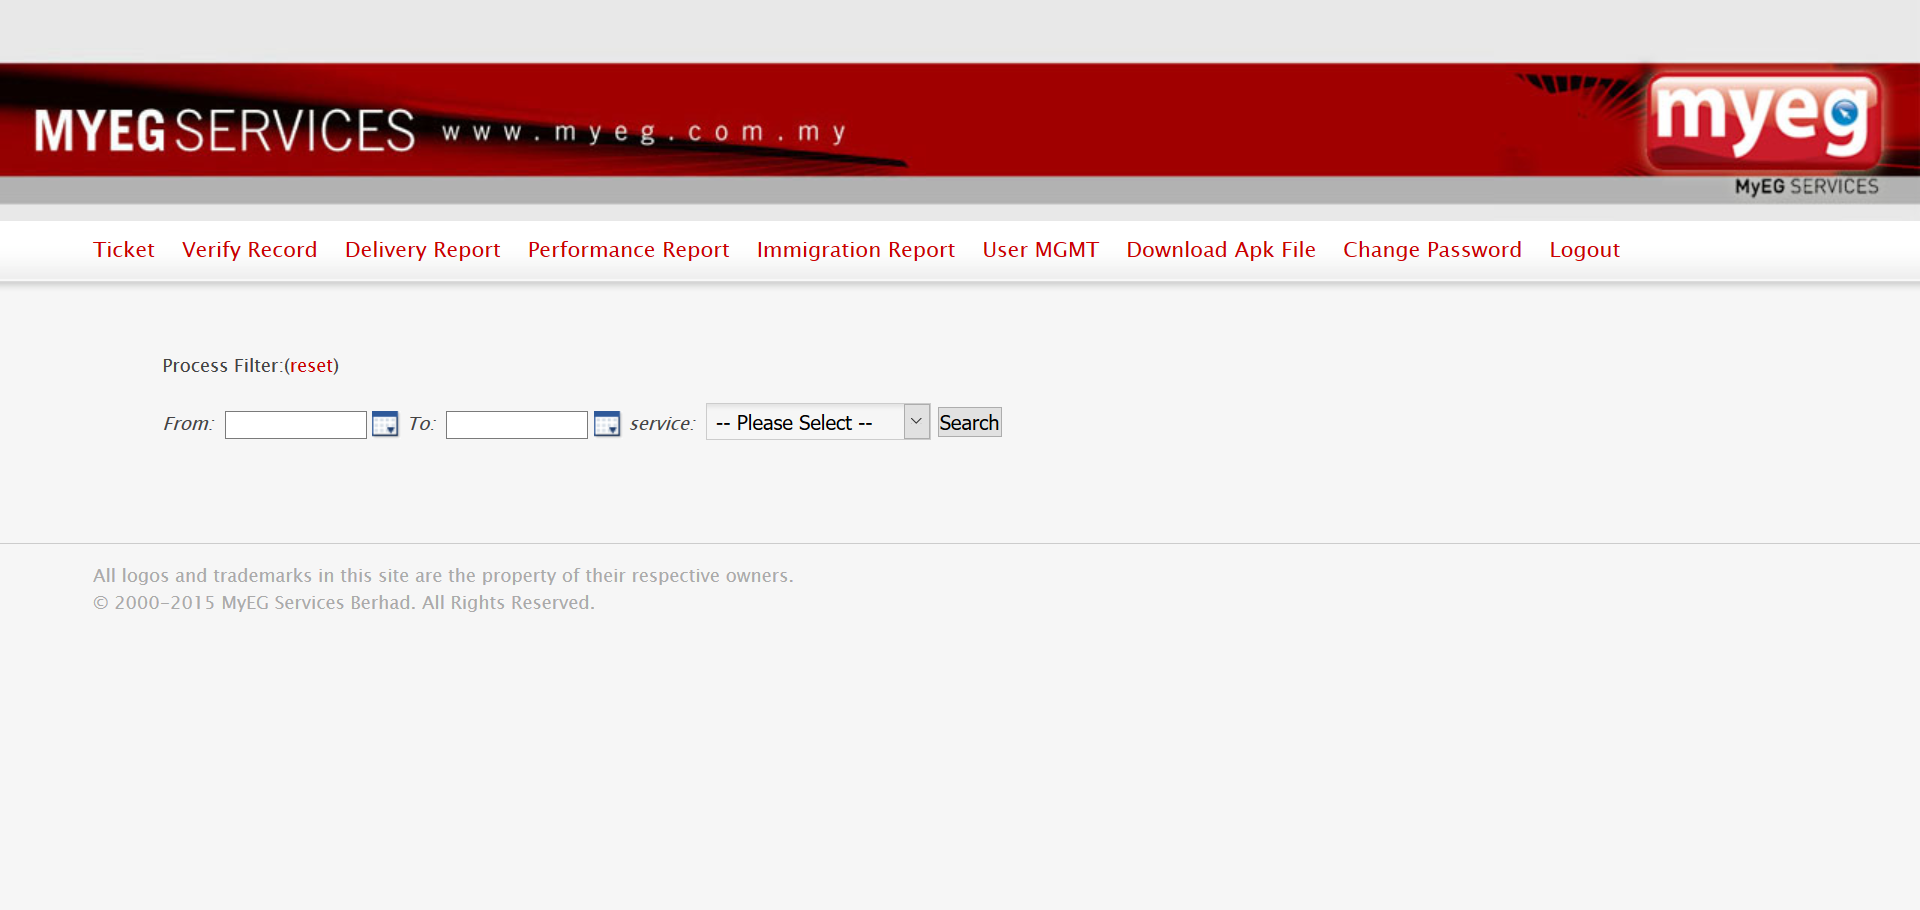 MYEG SERVICES www.myeg.com.my
myeg
MyEG SERVICES
Ticket Verify Record Delivery Report Performance Report Immigration Report User MGMT Download Apk File Change Password Logout
Process Filter:(reset)
From: To: service: -- Please Select -- Search
All logos and trademarks in this site are the property of their respective owners.
© 2000-2015 MyEG Services Berhad. All Rights Reserved.